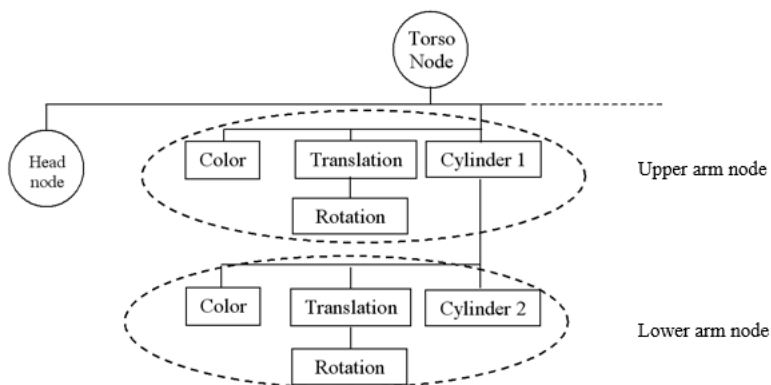 Torso
Node
Head
node
Color
Translation
Cylinder 1
Upper arm node
Rotation
Color
Translation
Cylinder 2
Lower arm node
Rotation